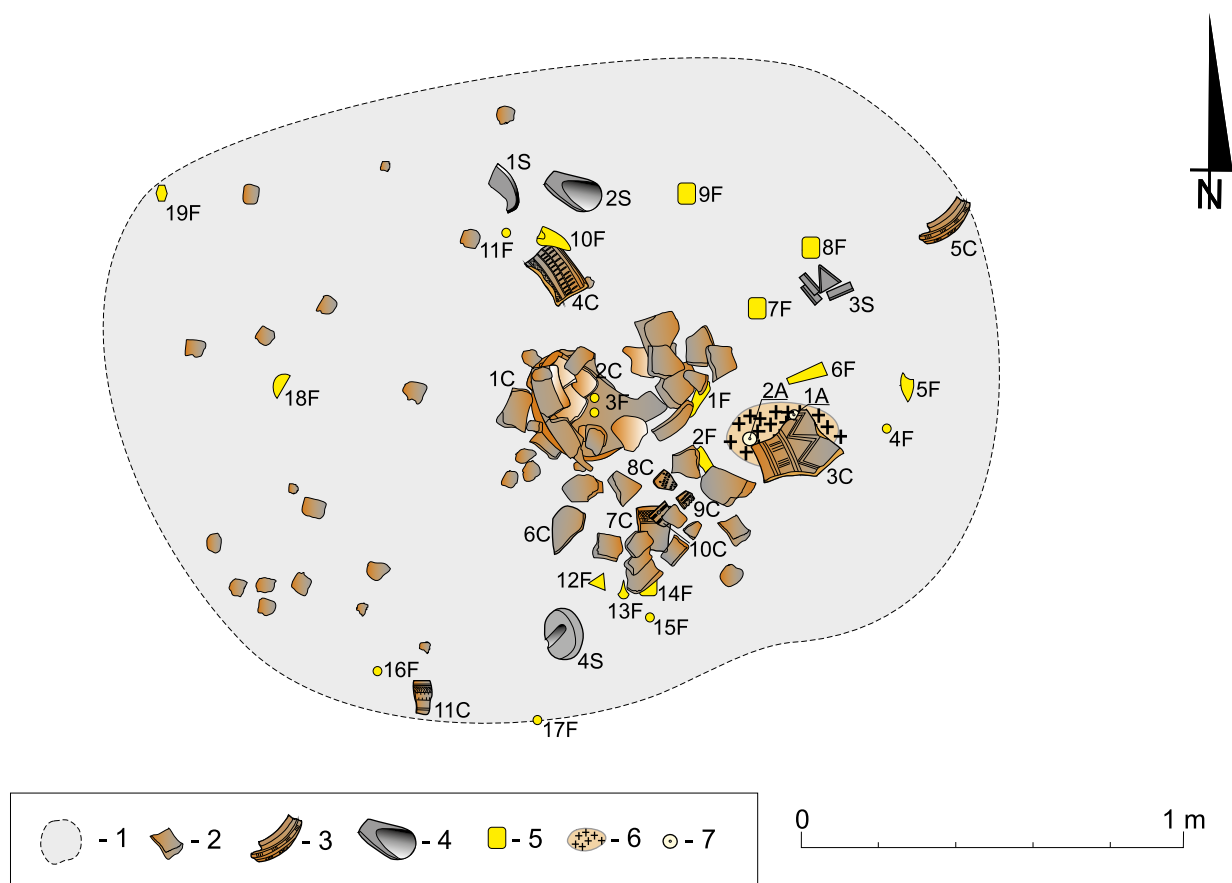 N
1S
2S
9F
19F
11F
10F
5C
8F
4C
3S
7F
1C
2C
6F
18F
3F
1F
2A
1A
5F
4F
2F
8C
3C
9C
7C
6C
10C
12F
13F
14F
15F
4S
16F
11C
17F
- 1 - 2 - 3 - 4 - 5 - 6 - 7
0 1 m